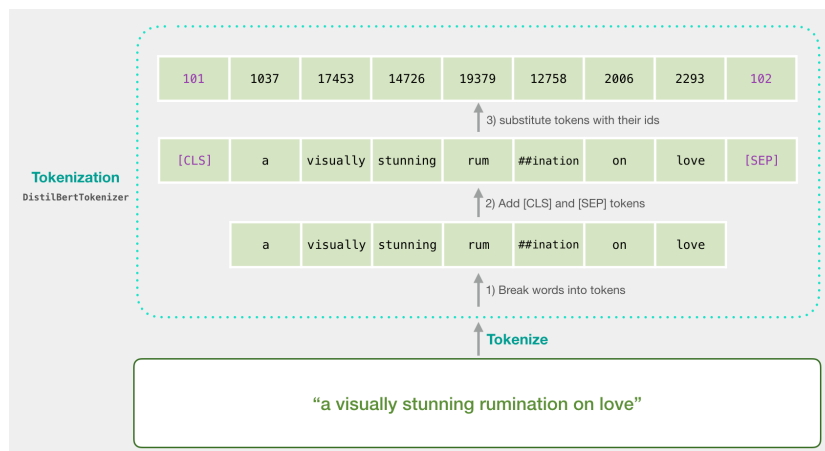 101 1037 17453 14726 19379 12758 2006 2293 102
3) substitute tokens with their ids
[CLS] a visually stunning rum ##ination on love [SEP]
Tokenization
DistilBertTokenizer
2) Add [CLS] and [SEP] tokens
a visually stunning rum ##ination on love
1) Break words into tokens
Tokenize
“a visually stunning rumination on love”